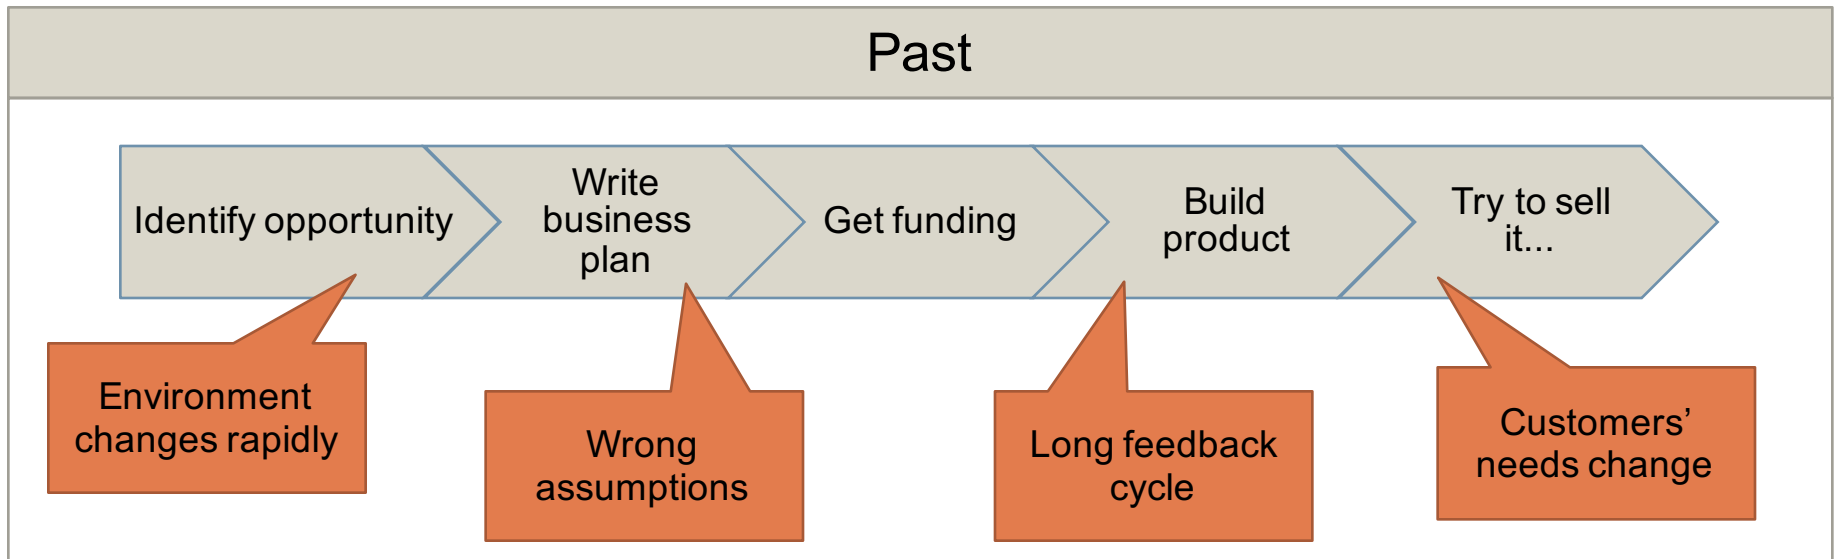 Past
Identify opportunity
Write
business
plan
Get funding
Build
product
Try to sell
it...
Environment
changes rapidly
Wrong
assumptions
Long feedback
cycle
Customers’
needs change